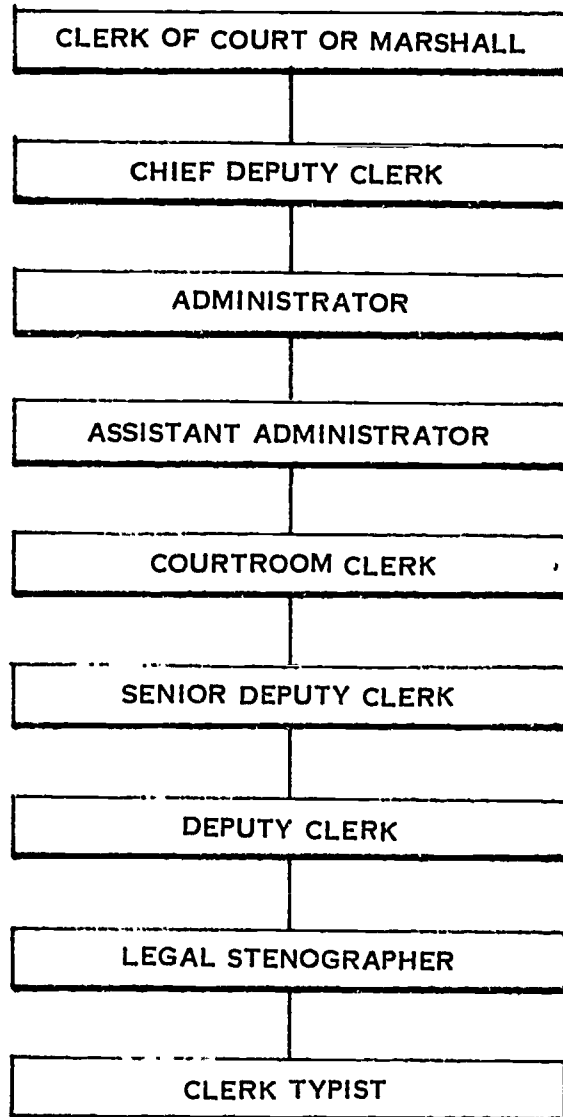 CLERK OF COURT OR MARSHALL
CHIEF DEPUTY CLERK
ADMINISTRATOR
ASSISTANT ADMINISTRATOR
COURTROOM CLERK
SENIOR DEPUTY CLERK
DEPUTY CLERK
LEGAL STENOGRAPHER
CLERK TYPIST